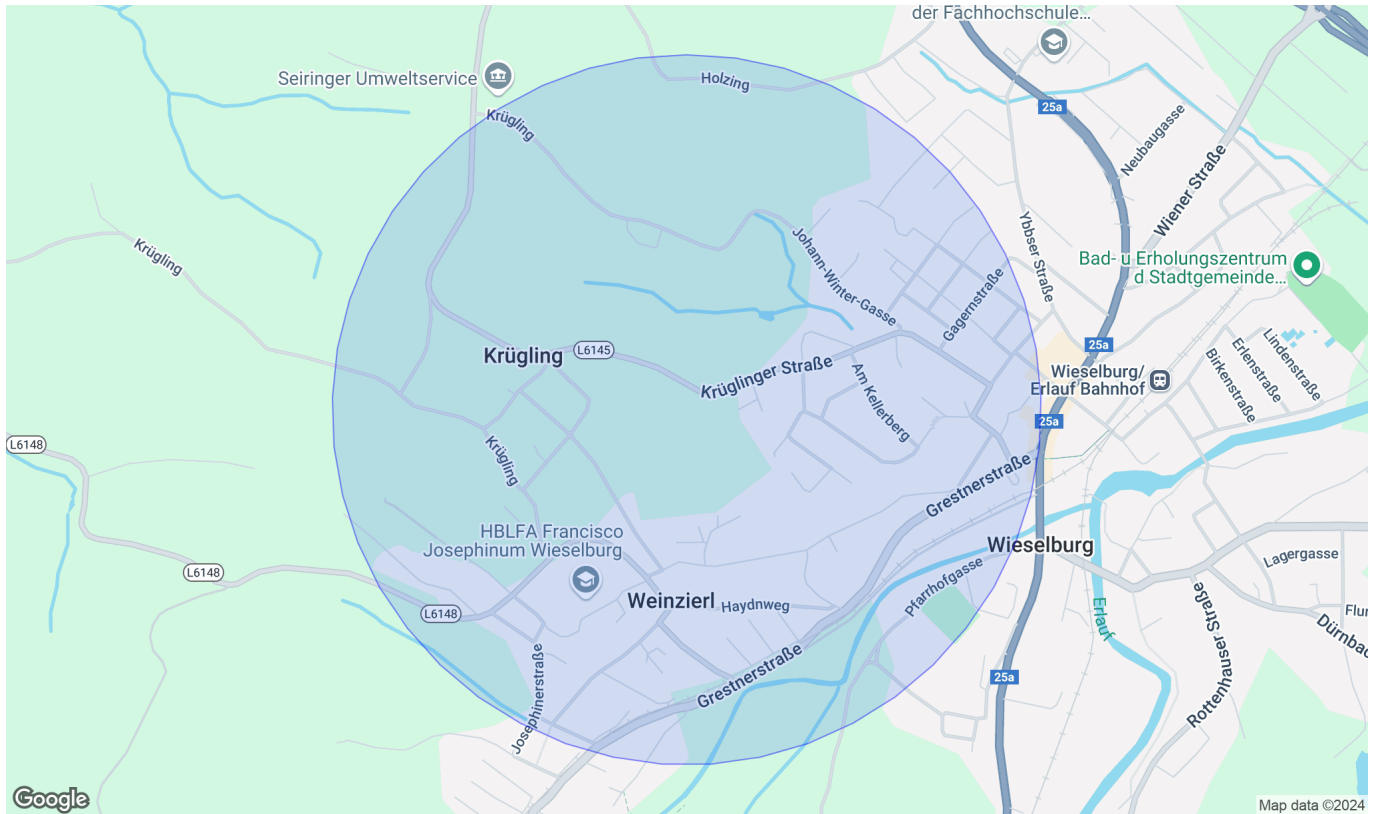 der Fachhochschule...
Seiringer Umweltservice
Holzing
25a
Krügling
Neubaugasse
Wiener Straße
Ybbser Straße
Johann-Winter-Gasse
Krügling
Bad- u Erholungszentrum
d Stadtgemeinde...
Gagernstraße
Krügling
L6145
25a
Lindenstraße
Erlenstraße
Birkenstraße
Krüglinger Straße
Wieselburg/
Erlauf Bahnhof
Am Kellerberg
25a
L6148
Krügling
Grestnerstraße
HBLFA Francisco
Josephinum Wieselburg
Wieselburg
Lagergasse
L6148
Pfarrhofgasse
Weinzierl
Haydnweg
L6148
Erlauf
Rottenhauser Straße
Flur
Dürnbac
Grestnerstraße
25a
Josephinerstraße
Google
Map data ©2024